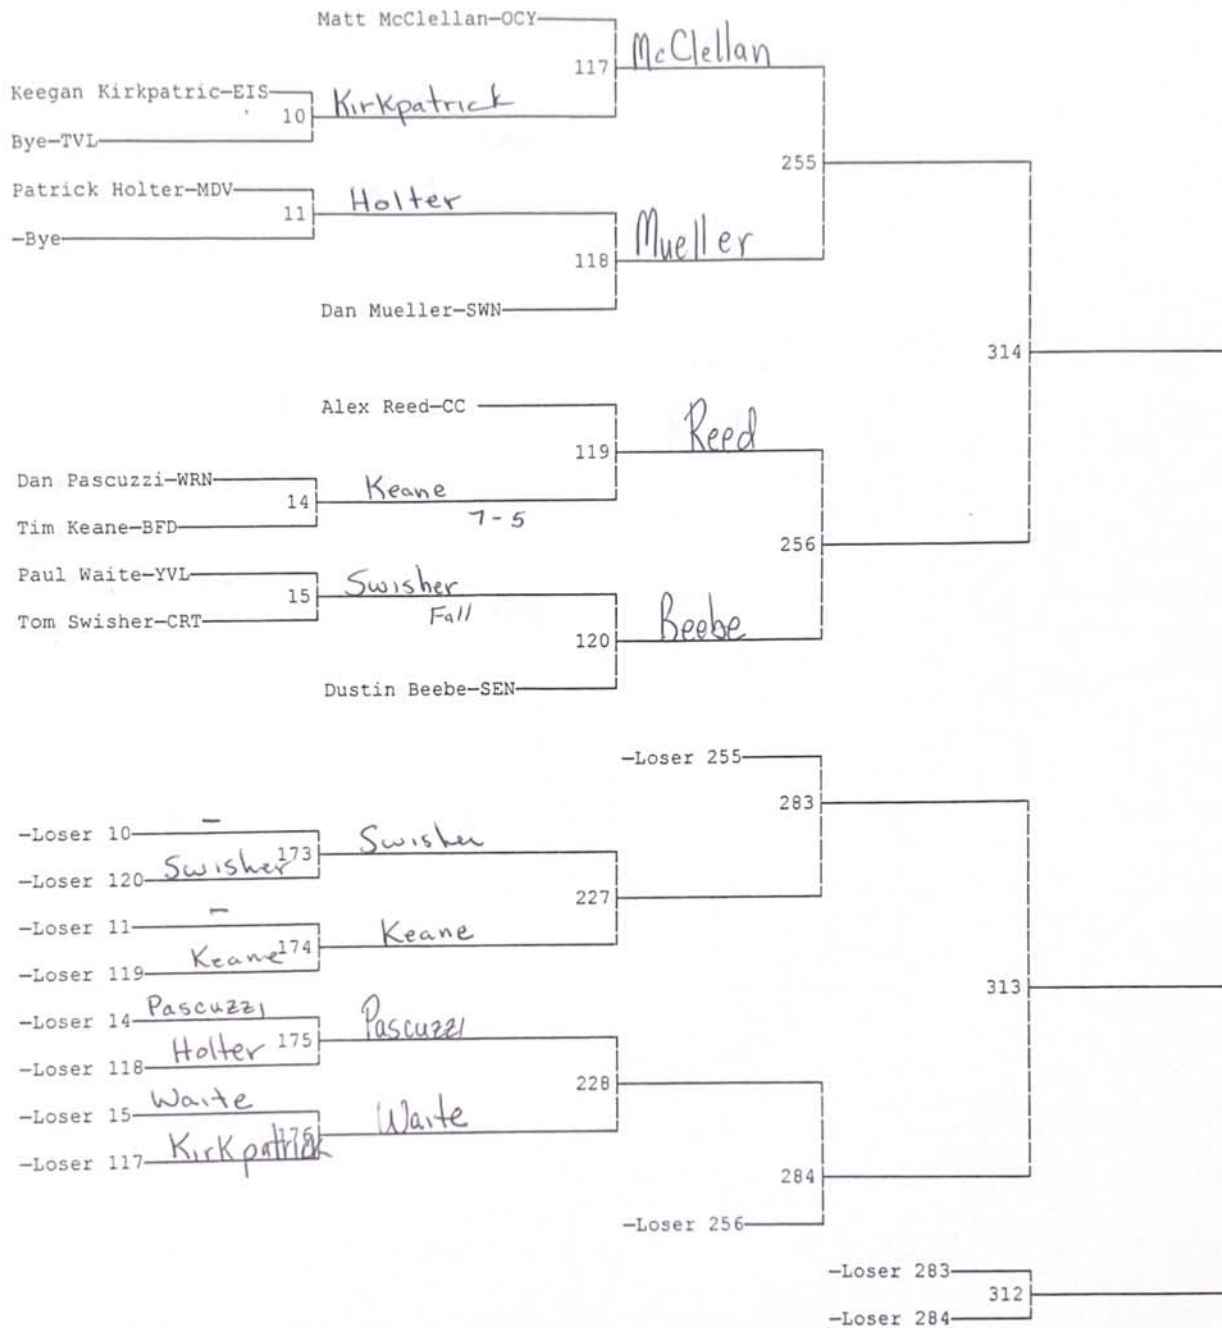 Matt McClellan—OCY
117 McClellan
Keegan Kirkpatric—EIS
10 Kirkpatrick
Bye—TVL
255
Patrick Holter—MDV
11 Holter
—Bye
118 Mueller
Dan Mueller—SWN
314
Alex Reed—CC
119 Reed
Dan Pascuzzi—WRN
14 Keane
7-5
Tim Keane—BFD
256
Paul Waite—YVL
15 Swisher
Fall
Tom Swisher—CRT
120 Beebe
Dustin Beebe—SEN
—Loser 255
283
—Loser 10 –
173 Swisher
—Loser 120 Swisher
227
—Loser 11 –
174 Keane
—Loser 119 Keane
313
—Loser 14 Pascuzzi
175 Pascuzzi
—Loser 118 Holter
228
—Loser 15 Waite
176 Waite
—Loser 117 Kirkpatrick
284
—Loser 256
—Loser 283
312
—Loser 284